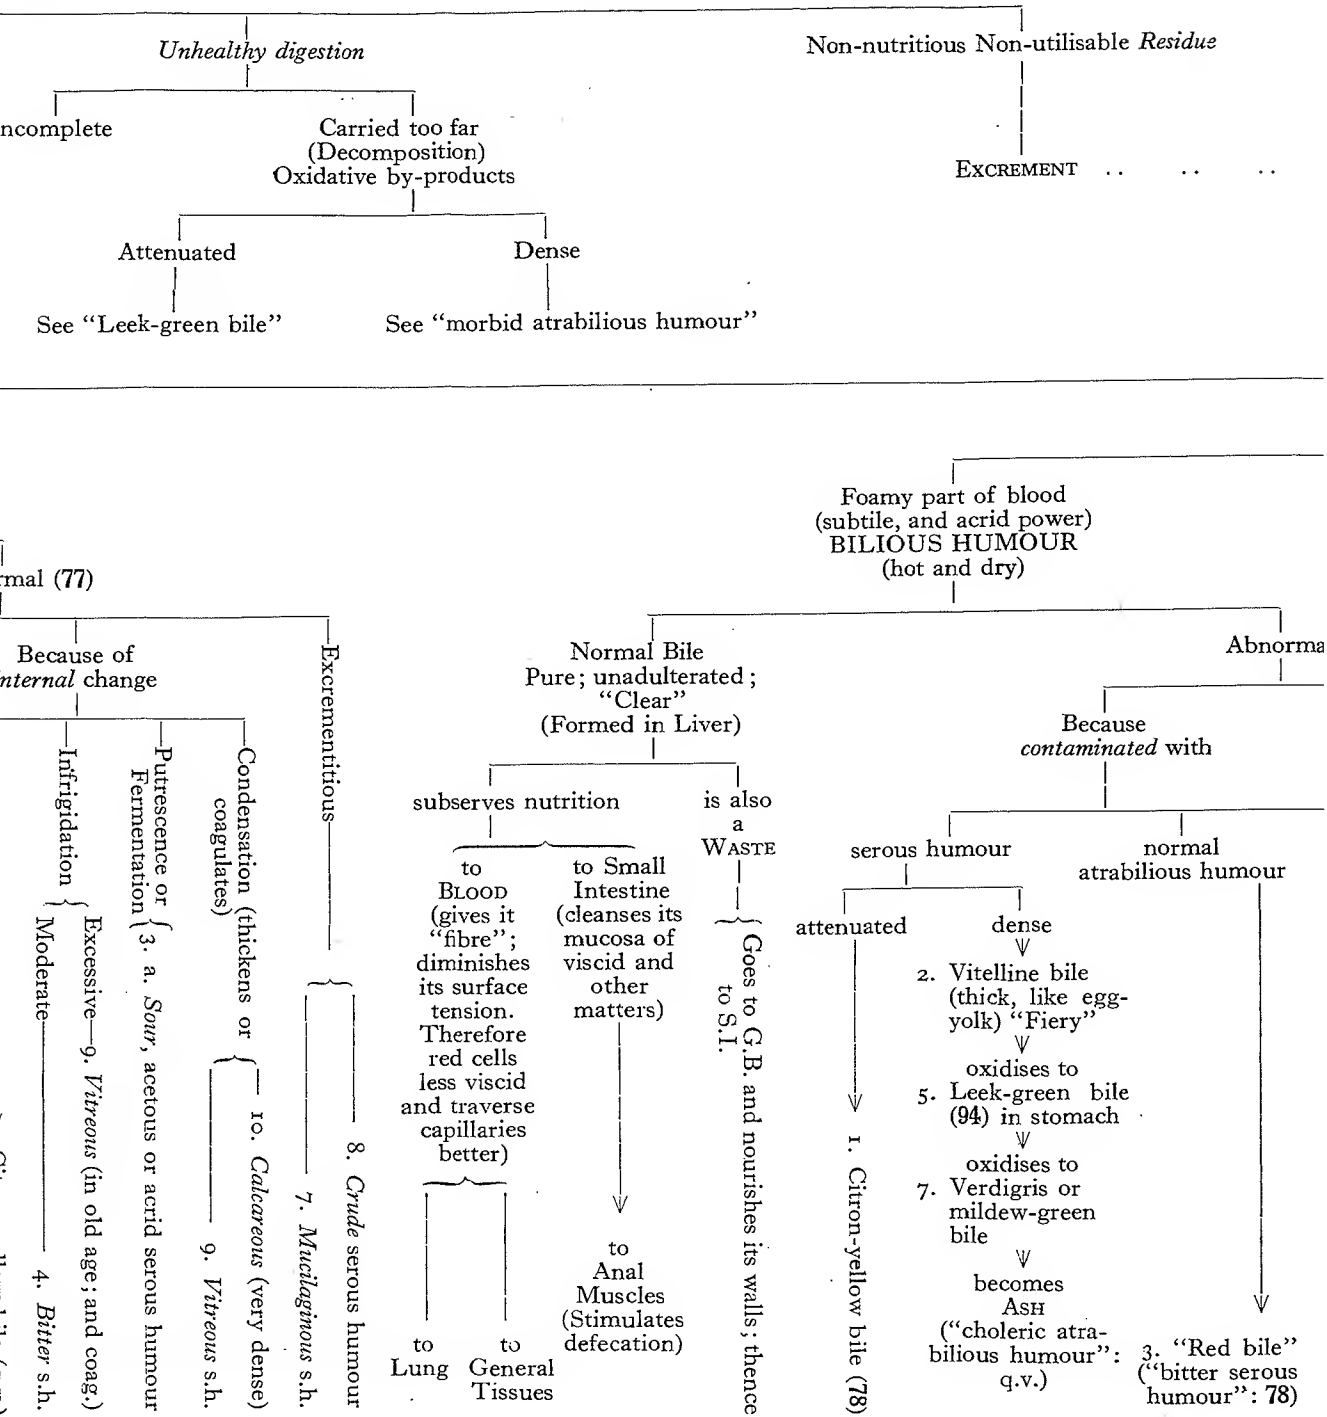 Unhealthy digestion
Non-nutritious Non-utilisable Residue
ncomplete
Carried too far
(Decomposition)
Oxidative by-products
EXCREMENT .. .. ..
Attenuated
Dense
See “Leek-green bile”
See “morbid atrabilious humour”
Foamy part of blood
(subtile, and acrid power)
BILIOUS HUMOUR
(hot and dry)
rmal (77)
Because of
nternal change
Infrigidation
Moderate
4. Bitter s.h.
Excessive—9. Vitreous (in old age; and coag.)
Putrescence or
Fermentation
3. a. Sour, acetous or acrid serous humour
Condensation (thickens or
coagulates)
9. Vitreous s.h.
10. Calcareous (very dense)
Excrementitious
7. Mucilaginous s.h.
8. Crude serous humour
Normal Bile
Pure; unadulterated;
“Clear”
(Formed in Liver)
subserves nutrition
to
BLOOD
(gives it
“fibre”;
diminishes
its surface
tension.
Therefore
red cells
less viscid
and traverse
capillaries
better)
to
Lung
to
General
Tissues
to Small
Intestine
(cleanses its
mucosa of
viscid and
other
matters)
to
Anal
Muscles
(Stimulates
defecation)
is also
a
WASTE
Goes to G.B. and nourishes its walls; thence
to S.I.
Abnorma
Because
contaminated with
serous humour
attenuated
1. Citron-yellow bile (78)
dense
2. Vitelline bile
(thick, like egg-
yolk) “Fiery”
oxidises to
5. Leek-green bile
(94) in stomach
oxidises to
7. Verdigris or
mildew-green
bile
becomes
ASH
(“choleric atra-
bilious humour”:
q.v.)
normal
atrabilious humour
3. “Red bile”
(“bitter serous
humour”: 78)